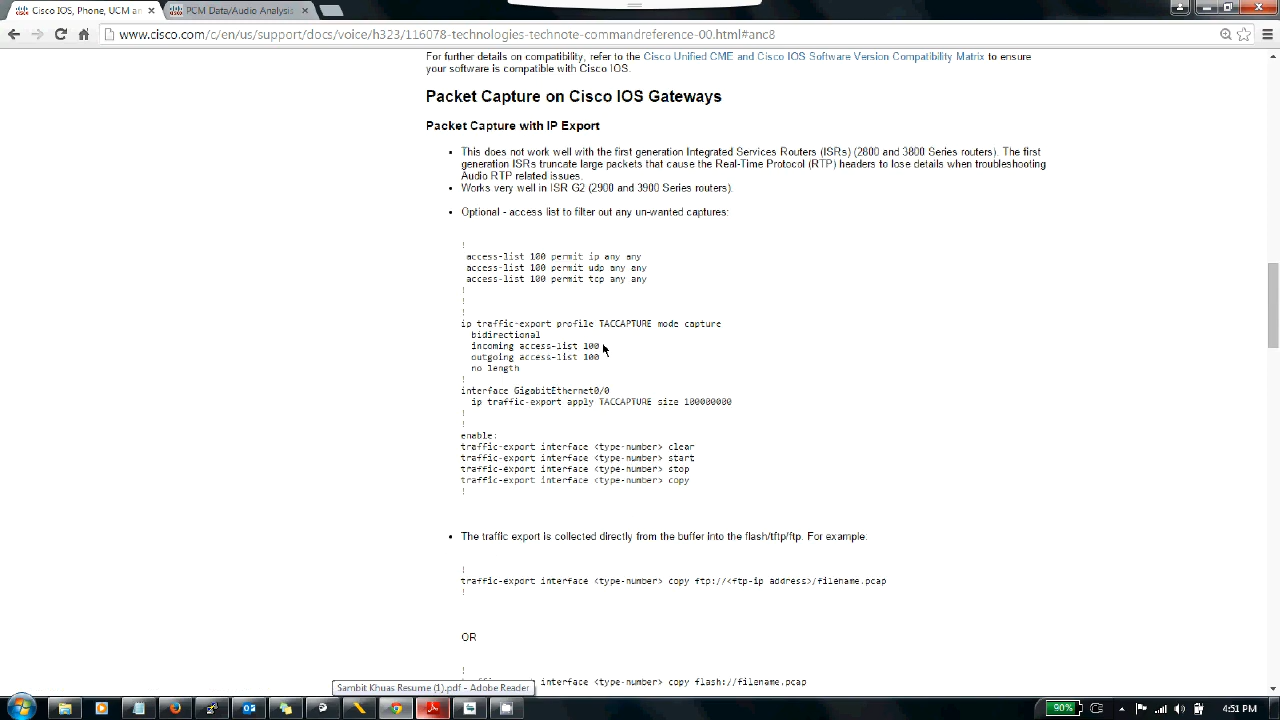 Cisco IOS, Phone, UCM ar
PCM Data/Audio Analysis
www.cisco.com/c/en/us/support/docs/voice/h323/116078-technologies-technote-commandreference-00.html#anc8
For further details on compatibility, refer to the Cisco Unified CME and Cisco IOS Software Version Compatibility Matrix to ensure
your software is compatible with Cisco IOS.
Packet Capture on Cisco IOS Gateways
Packet Capture with IP Export
• This does not work well with the first generation Integrated Services Routers (ISRs) (2800 and 3800 Series routers). The first
generation ISRs truncate large packets that cause the Real-Time Protocol (RTP) headers to lose details when troubleshooting
Audio RTP related issues.
• Works very well in ISR G2 (2900 and 3900 Series routers).
• Optional - access list to filter out any un-wanted captures:
!
access-list 100 permit ip any any
access-list 100 permit udp any any
access-list 100 permit tcp any any
!
!
!
ip traffic-export profile TACCAPTURE mode capture
bidirectional
incoming access-list 100
outgoing access-list 100
no length
!
interface GigabitEthernet0/0
ip traffic-export apply TACCAPTURE size 100000000
!
!
enable:
traffic-export interface <type-number> clear
traffic-export interface <type-number> start
traffic-export interface <type-number> stop
traffic-export interface <type-number> copy
!
• The traffic export is collected directly from the buffer into the flash/tftp/ftp. For example.
!
traffic-export interface <type-number> copy ftp://<ftp-ip address>/filename.pcap
!
OR
!
interface <type-number> copy flash://filename.pcap
Sambit Khuas Resume (1).pdf - Adobe Reader
90%
4:51 PM